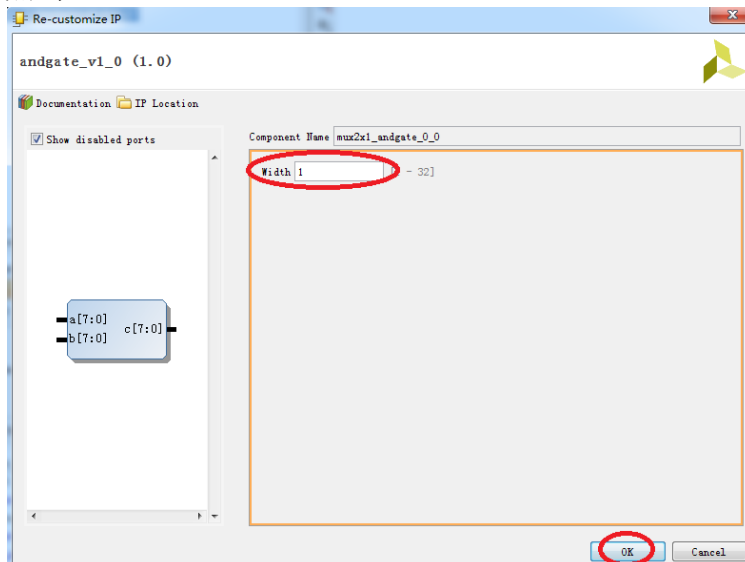 Re-customize IP
andgate_v1_0 (1.0)
Documentation IP Location
Show disabled ports
Component Name mux2x1_andgate_0_0
Width 1 - 32]
a[7:0]
b[7:0]
c[7:0]
OK Cancel